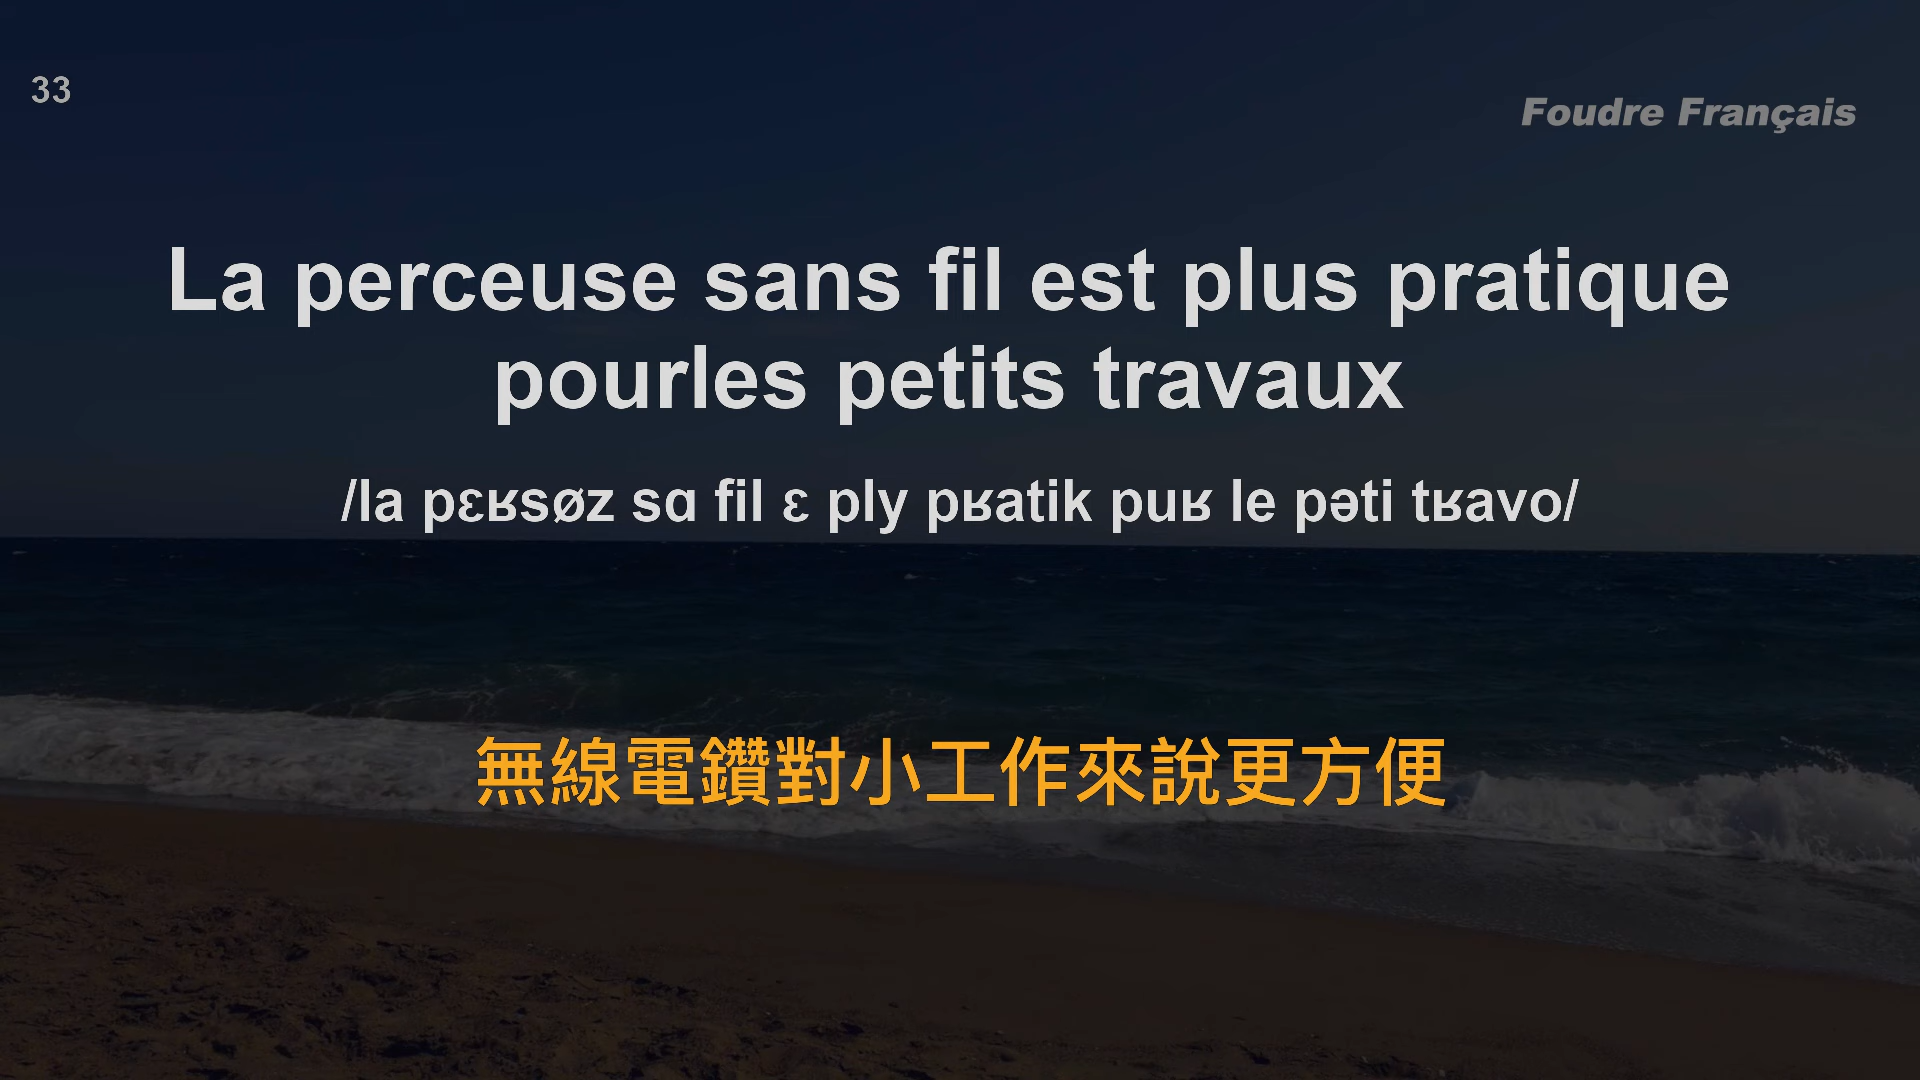 33
Foudre Français
La perceuse sans fil est plus pratique
pourles petits travaux
/la pɛʁsøz sɑ fil ɛ ply pʁatik puʁ le pəti tʁavo/
無線電鑽對小工作來說更方便